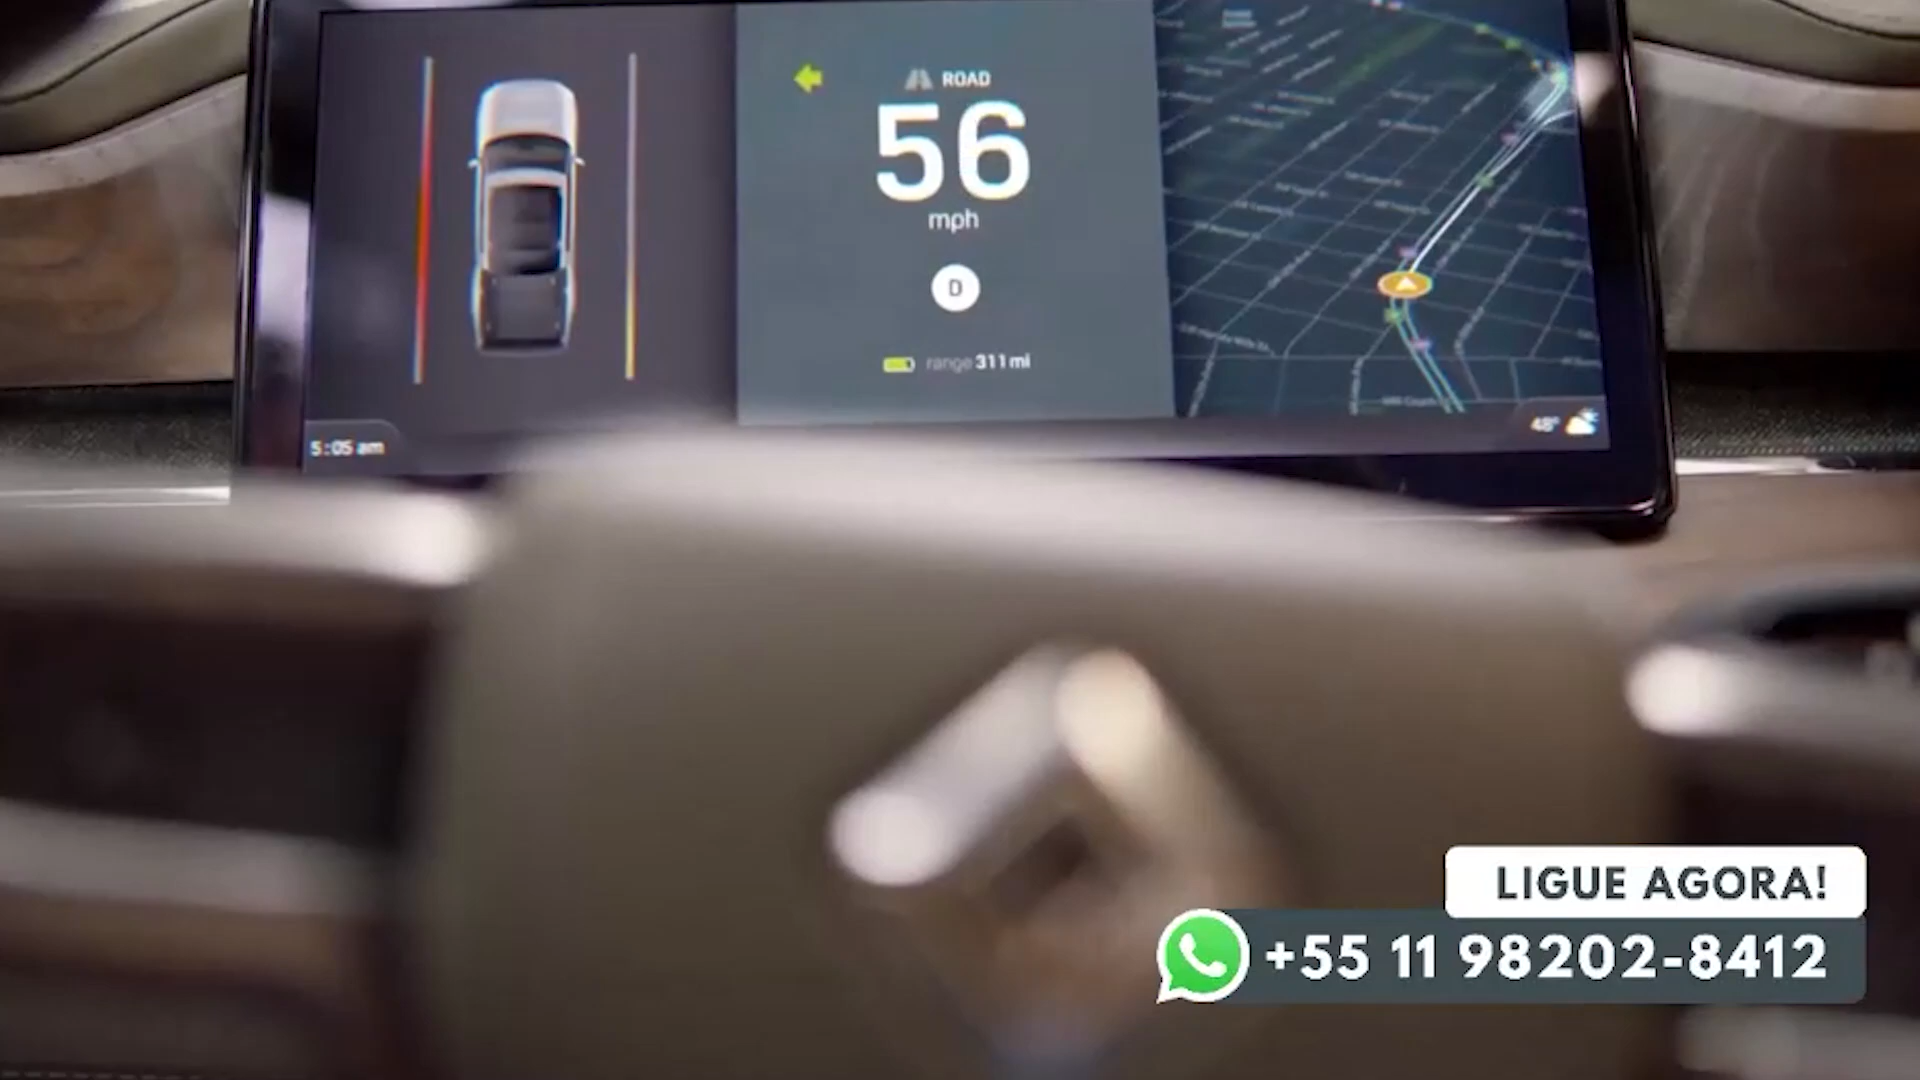 ROAD
56
mph
D
range 311 mi
5:05 am
48°
LIGUE AGORA!
+55 11 98202-8412